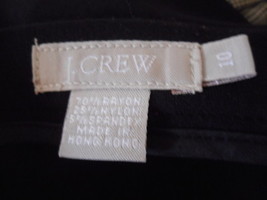 J. CREW
10
70% RAYON
25% NYLON
5% SPANDEX
MADE IN
HONG KONG